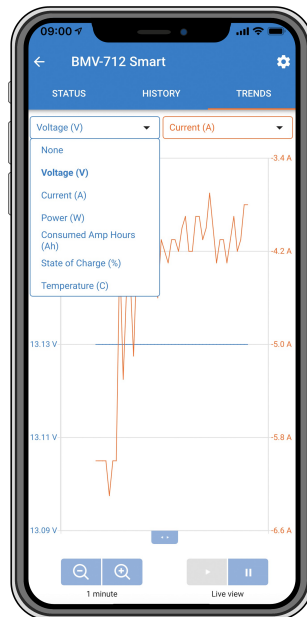 09:00
BMV-712 Smart
STATUS HISTORY TRENDS
Voltage (V) Current (A)
None
Voltage (V)
Current (A)
Power (W)
Consumed Amp Hours
(Ah)
State of Charge (%)
Temperature (C)
-3.4 A
-4.2 A
13.13 V -5.0 A
13.11 V -5.8 A
13.09 V -6.6 A
1 minute Live view